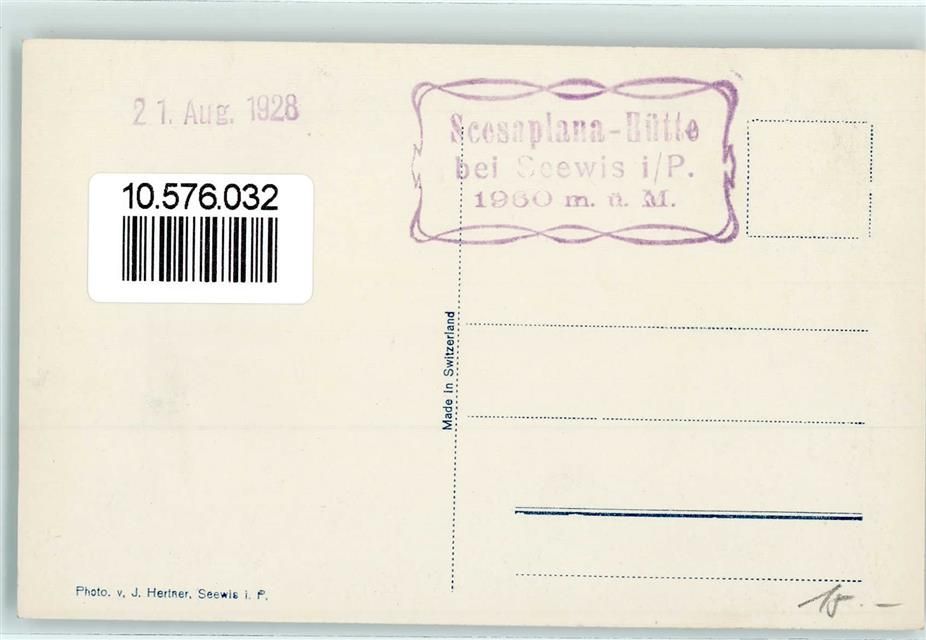 21. Aug. 1928
Scesaplana-Hütte
bei Seewis i/P.
1960 m. ü. M.
10.576.032
Made in Switzerland
Photo. v. J. Hertner, Seewis i. P.